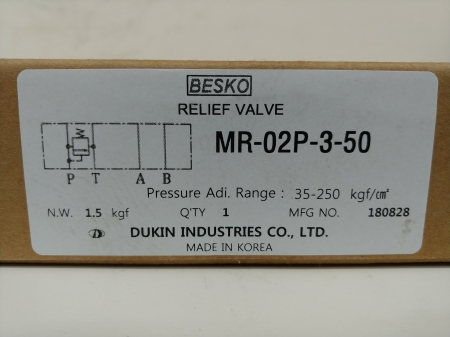 BESKO
RELIEF VALVE
MR-02P-3-50
P T A B
Pressure Adi. Range : 35-250 kgf/㎠
N.W. 1.5 kgf Q'TY 1 MFG NO. 180828
DUKIN INDUSTRIES CO., LTD.
MADE IN KOREA